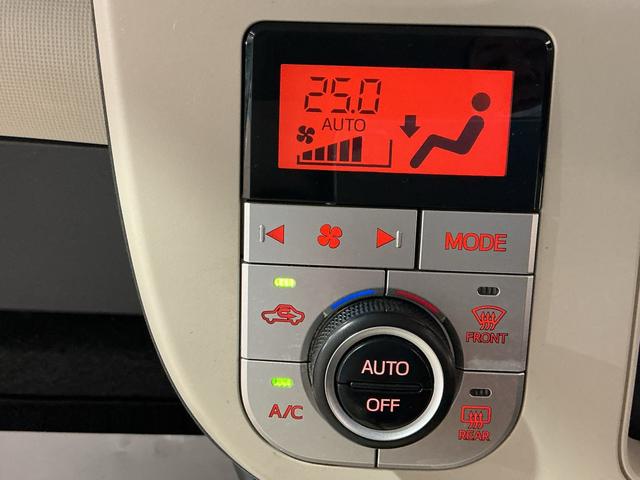 25.0
AUTO
MODE
FRONT
AUTO
OFF
A/C
REAR